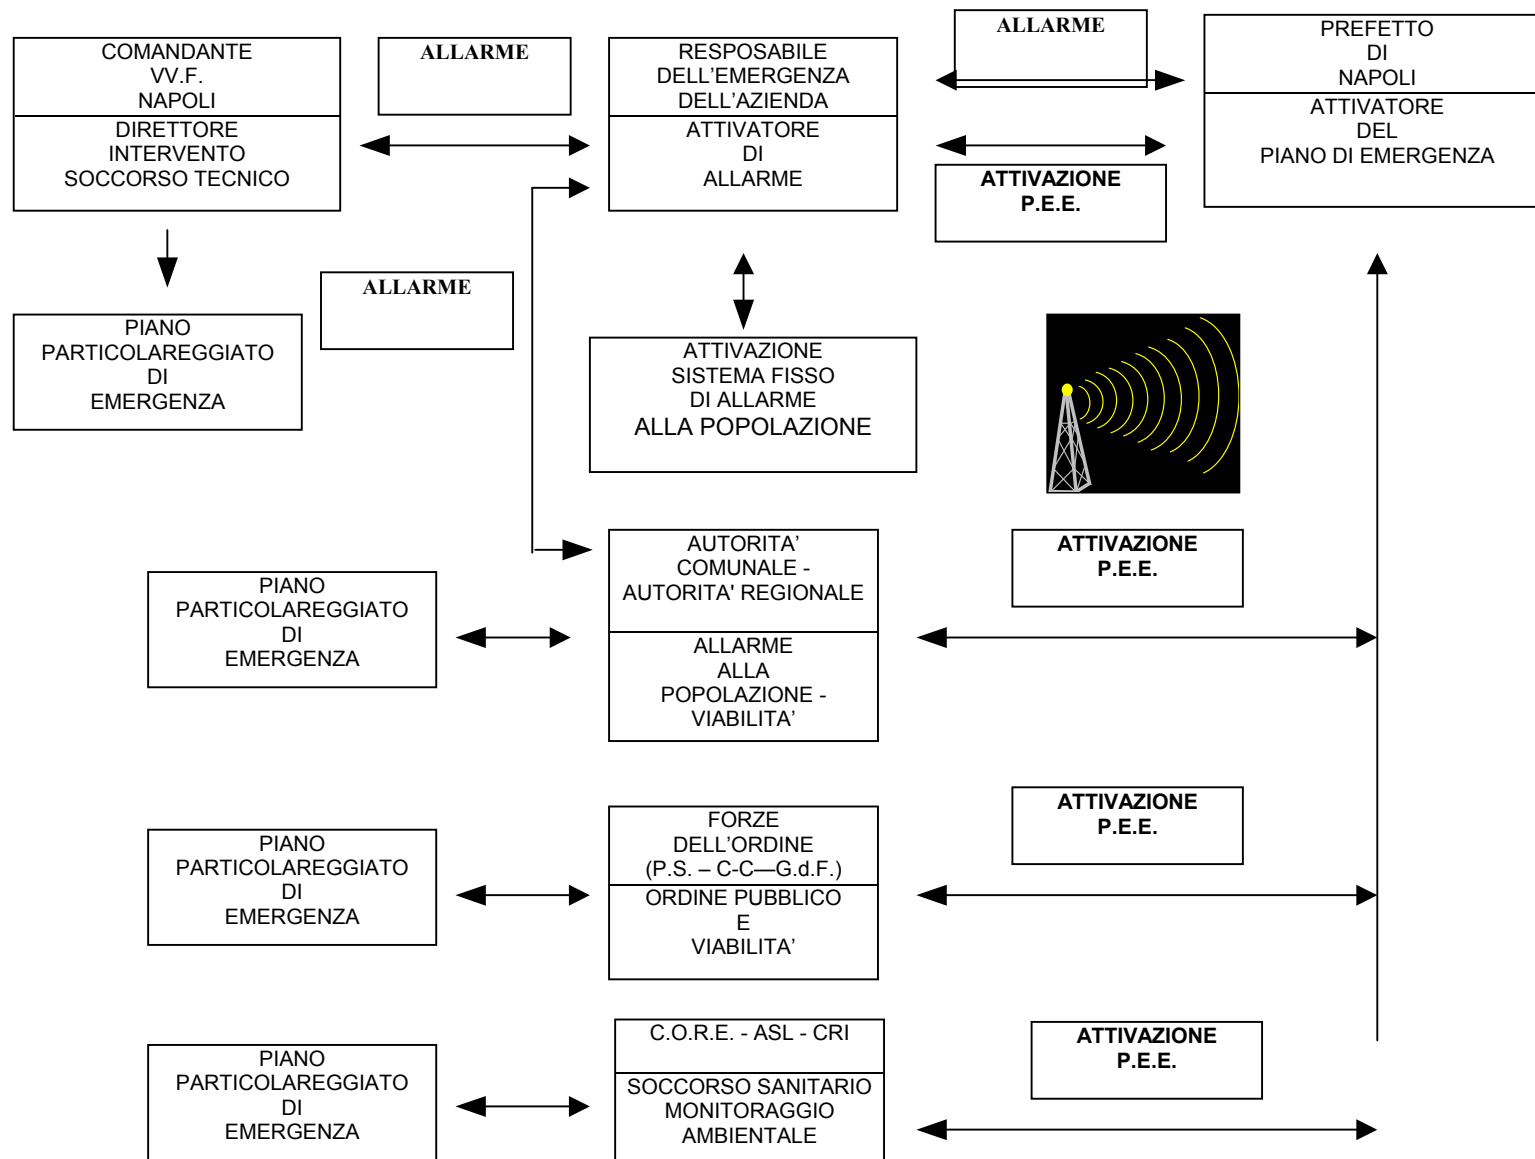 COMANDANTE
VV.F.
NAPOLI
DIRETTORE
INTERVENTO
SOCCORSO TECNICO
ALLARME
RESPOSABILE
DELL’EMERGENZA
DELL’AZIENDA
ATTIVATORE
DI
ALLARME
ALLARME
PREFETTO
DI
NAPOLI
ATTIVATORE
DEL
PIANO DI EMERGENZA
ATTIVAZIONE
P.E.E.
ALLARME
PIANO
PARTICOLAREGGIATO
DI
EMERGENZA
ATTIVAZIONE
SISTEMA FISSO
DI ALLARME
ALLA POPOLAZIONE
PIANO
PARTICOLAREGGIATO
DI
EMERGENZA
AUTORITA’
COMUNALE -
AUTORITA' REGIONALE
ALLARME
ALLA
POPOLAZIONE -
VIABILITA’
ATTIVAZIONE
P.E.E.
PIANO
PARTICOLAREGGIATO
DI
EMERGENZA
FORZE
DELL’ORDINE
(P.S. – C-C—G.d.F.)
ORDINE PUBBLICO
E
VIABILITA’
ATTIVAZIONE
P.E.E.
PIANO
PARTICOLAREGGIATO
DI
EMERGENZA
C.O.R.E. - ASL - CRI
SOCCORSO SANITARIO
MONITORAGGIO
AMBIENTALE
ATTIVAZIONE
P.E.E.